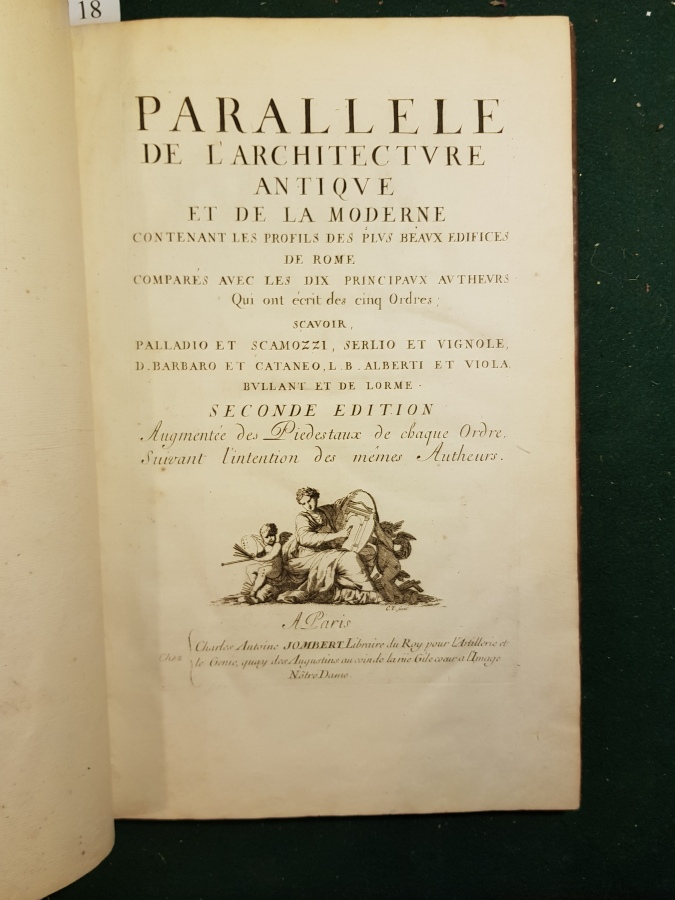 18
PARALLELE
DE L'ARCHITECTVRE
ANTIQVE
ET DE LA MODERNE
CONTENANT LES PROFILS DES PLVS BEAVX EDIFICES
DE ROME
COMPARÉS AVEC LES DIX PRINCIPAVX AVTHEVRS
Qui ont écrit des cinq Ordres;
SCAVOIR,
PALLADIO ET SCAMOZZI, SERLIO ET VIGNOLE,
D. BARBARO ET CATANEO, L. B. ALBERTI ET VIOLA,
BVLLANT ET DE LORME.
SECONDE EDITION
Augmentée des Piedestaux de chaque Ordre.
Suivant l'intention des mêmes Autheurs.
A Paris
Chez Charles Antoine JOMBERT Libraire du Roy pour l'Artillerie et
le Genie, quay des Augustins au coin de la rue Gile coeur a l'Image
Nôtre Dame.